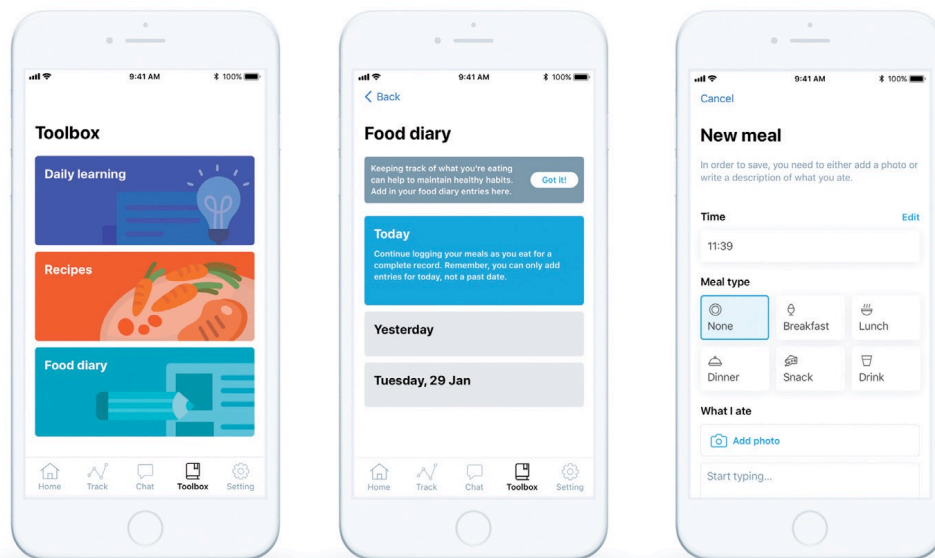 9:41 AM
100%
Toolbox
Daily learning
Recipes
Food diary
Home
Track
Chat
Toolbox
Setting
9:41 AM
100%
Back
Food diary
Keeping track of what you're eating
can help to maintain healthy habits.
Add in your food diary entries here.
Got it!
Today
Continue logging your meals as you eat for a
complete record. Remember, you can only add
entries for today, not a past date.
Yesterday
Tuesday, 29 Jan
Home
Track
Chat
Toolbox
Setting
9:41 AM
100%
Cancel
New meal
In order to save, you need to either add a photo or
write a description of what you ate.
Time
Edit
11:39
Meal type
None
Breakfast
Lunch
Dinner
Snack
Drink
What I ate
Add photo
Start typing...